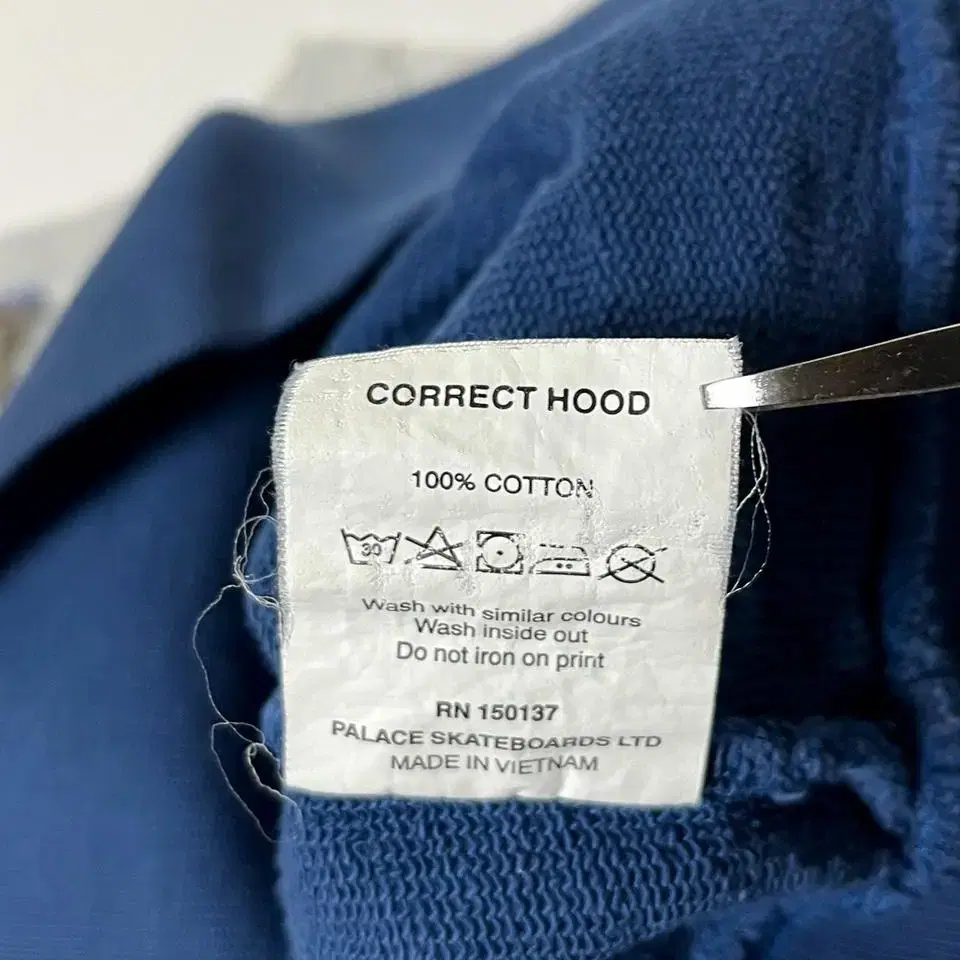 CORRECT HOOD
100% COTTON
30
Wash with similar colours
Wash inside out
Do not iron on print
RN 150137
PALACE SKATEBOARDS LTD
MADE IN VIETNAM